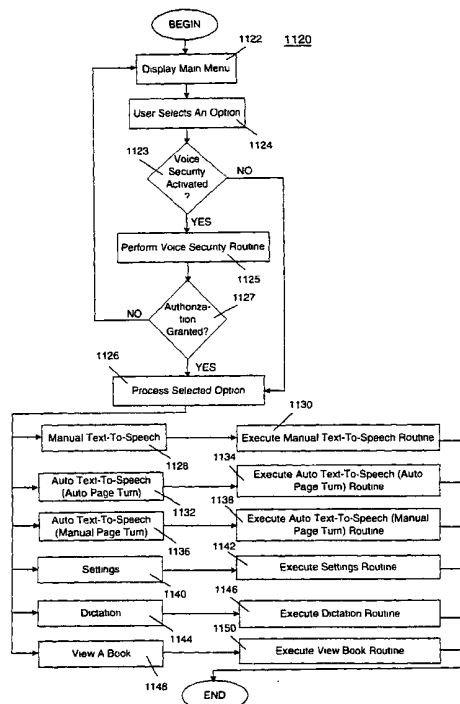 BEGIN
1120
1122
Display Main Menu
User Selects An Option
1124
1123
Voice
Security
Activated
?
NO
YES
Perform Voice Security Routine
1125
1127
NO
Authoriza-
tion
Granted?
YES
1126
Process Selected Option
1130
Manual Text-To-Speech
Execute Manual Text-To-Speech Routine
1128
1134
Auto Text-To-Speech
(Auto Page Turn)
Execute Auto Text-To-Speech (Auto
Page Turn) Routine
1132
1138
Auto Text-To-Speech
(Manual Page Turn)
Execute Auto Text-To-Speech (Manual
Page Turn) Routine
1136
1142
Settings
Execute Settings Routine
1140
1146
Dictation
Execute Dictation Routine
1144
1150
View A Book
Execute View Book Routine
1148
END